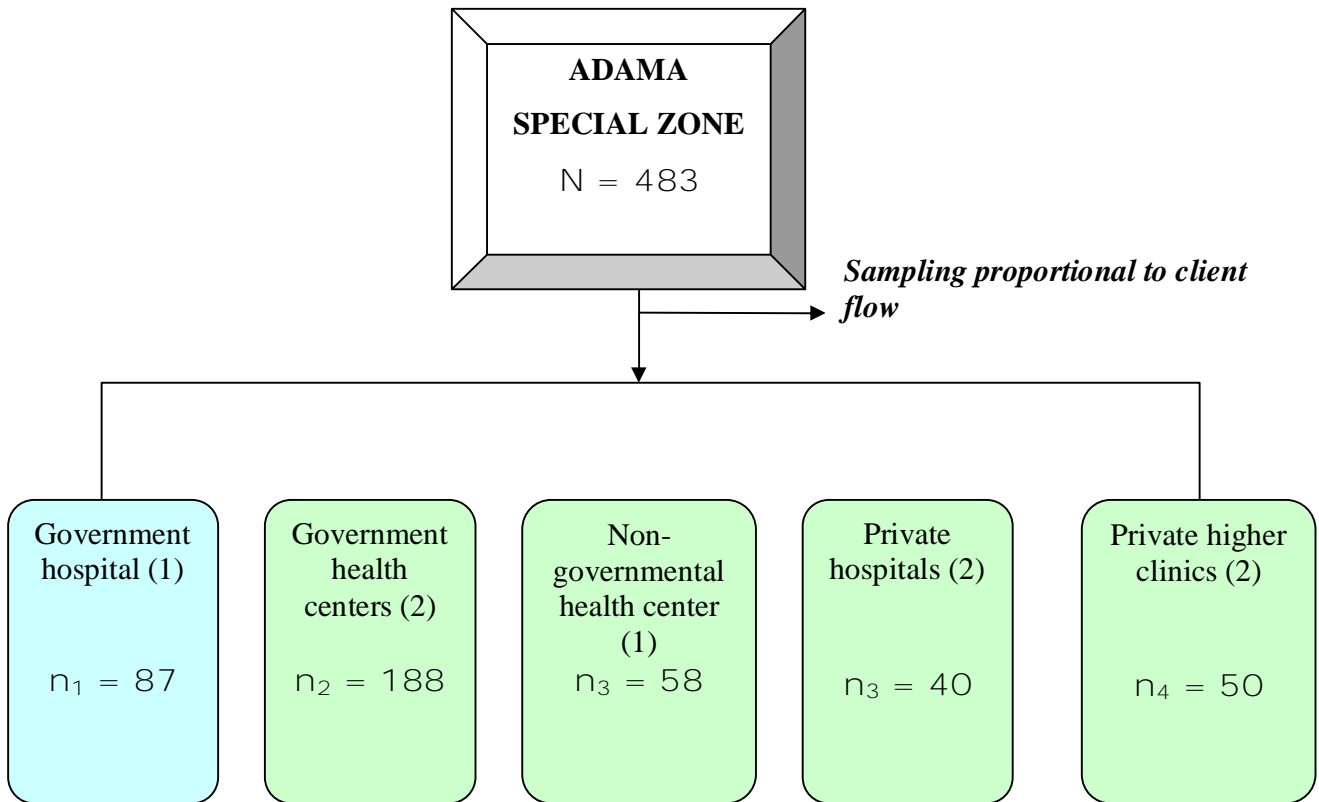 ADAMA
SPECIAL ZONE
N = 483
Sampling proportional to client
flow
Government
hospital (1)
n₁ = 87
Government
health
centers (2)
n₂ = 188
Non-
governmental
health center
(1)
n₃ = 58
Private
hospitals (2)
n₃ = 40
Private higher
clinics (2)
n₄ = 50